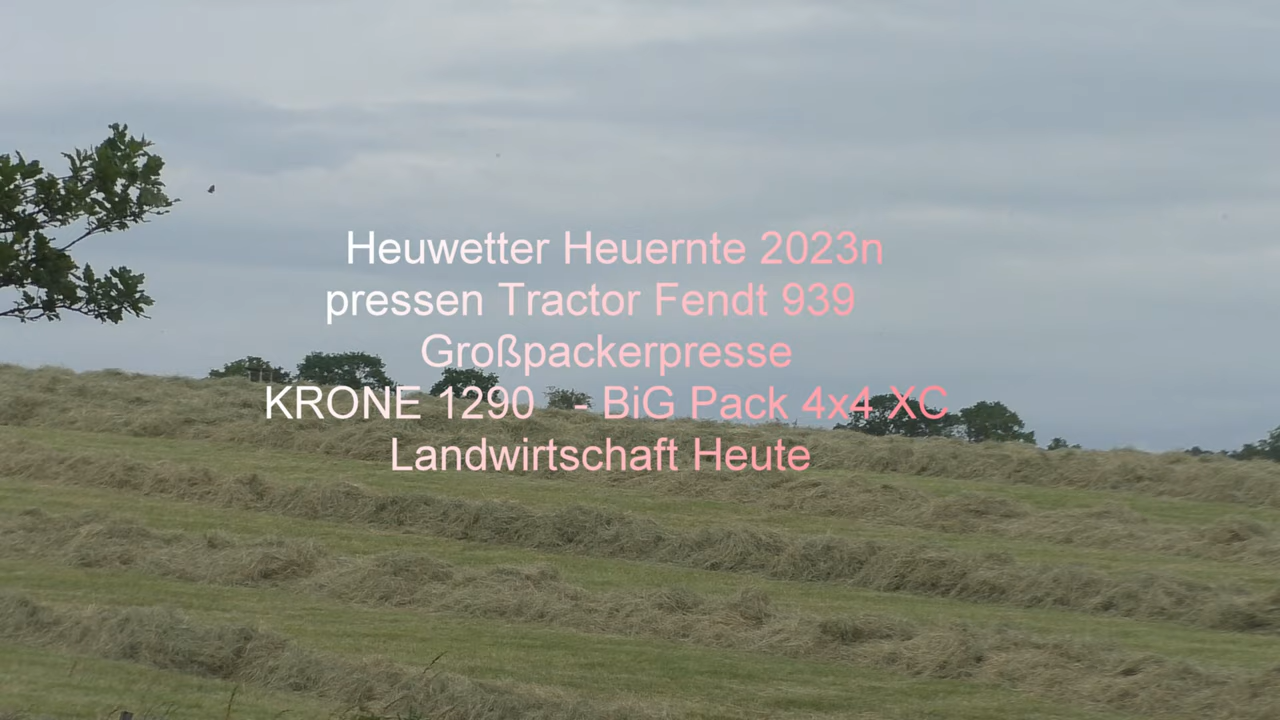 Heuwetter Heuernte 2023n
pressen Tractor Fendt 939
Großpackerpresse
KRONE 1290 - BiG Pack 4x4 XC
Landwirtschaft Heute